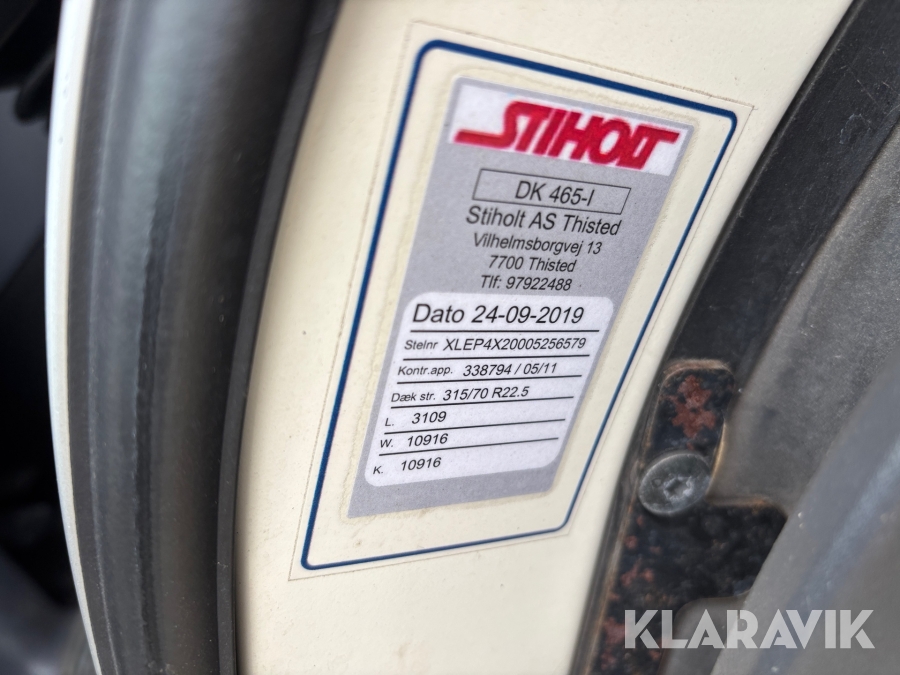 STIHOLT
DK 465-I
Stiholt AS Thisted
Vilhelmsborgvej 13
7700 Thisted
Tlf: 97922488
Dato 24-09-2019
Stelnr XLEP4X20005256579
Kontr.app. 338794 / 05/11
Dæk str. 315/70 R22.5
L. 3109
W. 10916
K. 10916
KLARAVIK